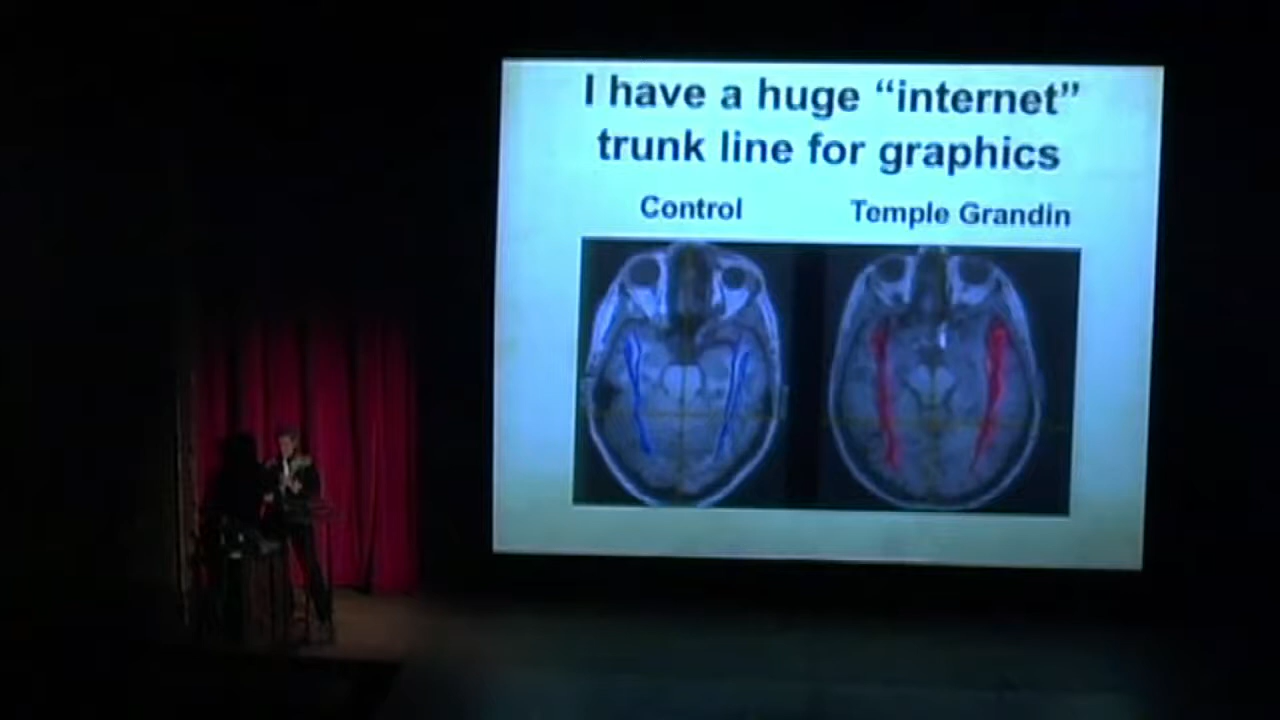 I have a huge “internet”
trunk line for graphics
Control
Temple Grandin